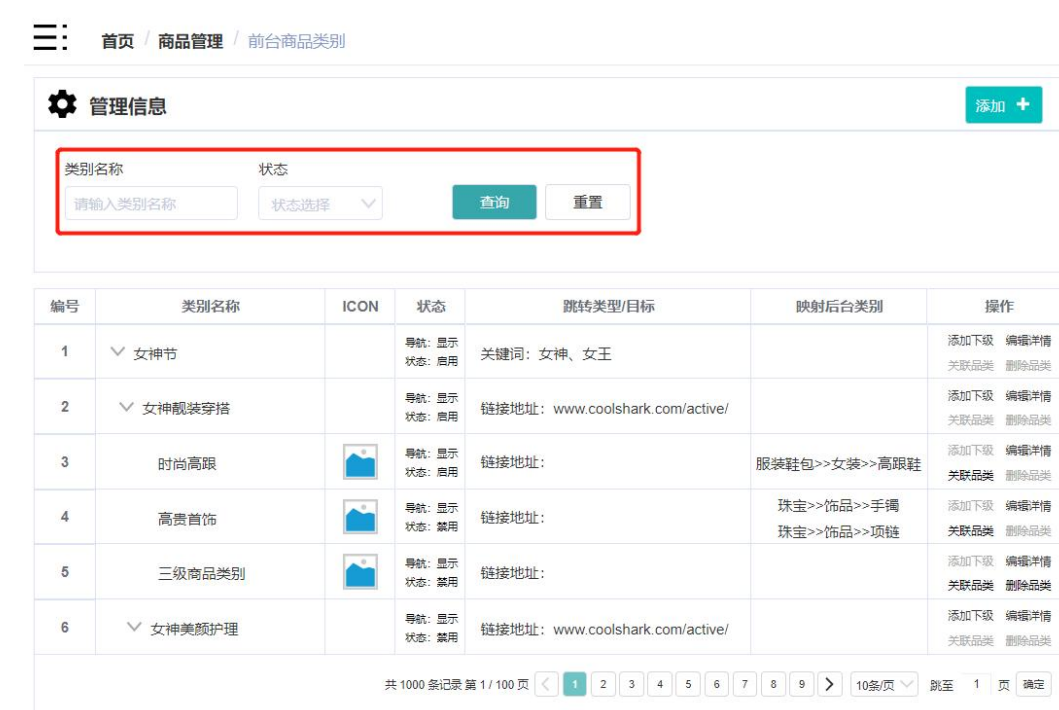 首页 / 商品管理 / 前台商品类别
管理信息
添加 +
类别名称 状态
请输入类别名称 状态选择 查询 重置
编号 类别名称 ICON 状态 跳转类型/目标 映射后台类别 操作
1 女神节 导航:显示 状态:启用 关键词:女神、女王 添加下级 编辑详情 关联品类 删除品类
2 女神靓装穿搭 导航:显示 状态:启用 链接地址:www.coolshark.com/active/ 添加下级 编辑详情 关联品类 删除品类
3 时尚高跟 导航:显示 状态:启用 链接地址: 服装鞋包>>女装>>高跟鞋 添加下级 编辑详情 关联品类 删除品类
4 高贵首饰 导航:显示 状态:禁用 链接地址: 珠宝>>饰品>>手镯 珠宝>>饰品>>项链 添加下级 编辑详情 关联品类 删除品类
5 三级商品类别 导航:显示 状态:禁用 链接地址: 添加下级 编辑详情 关联品类 删除品类
6 女神美颜护理 导航:显示 状态:禁用 链接地址:www.coolshark.com/active/ 添加下级 编辑详情 关联品类 删除品类
共 1000 条记录 第 1 / 100 页 < 1 2 3 4 5 6 7 8 9 > 10条/页 跳至 1 页 确定